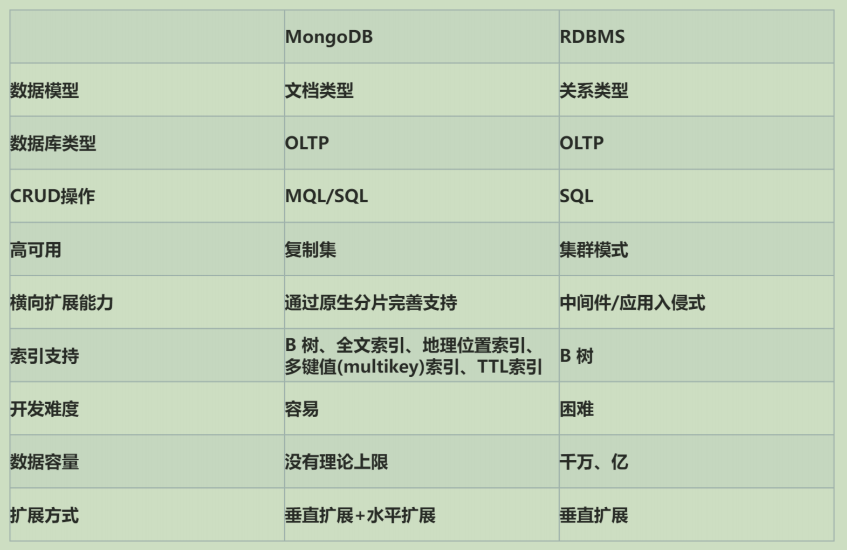 MongoDB RDBMS
数据模型 文档类型 关系类型
数据库类型 OLTP OLTP
CRUD操作 MQL/SQL SQL
高可用 复制集 集群模式
横向扩展能力 通过原生分片完善支持 中间件/应用入侵式
索引支持 B 树、全文索引、地理位置索引、
多键值(multikey)索引、TTL索引 B 树
开发难度 容易 困难
数据容量 没有理论上限 千万、亿
扩展方式 垂直扩展+水平扩展 垂直扩展